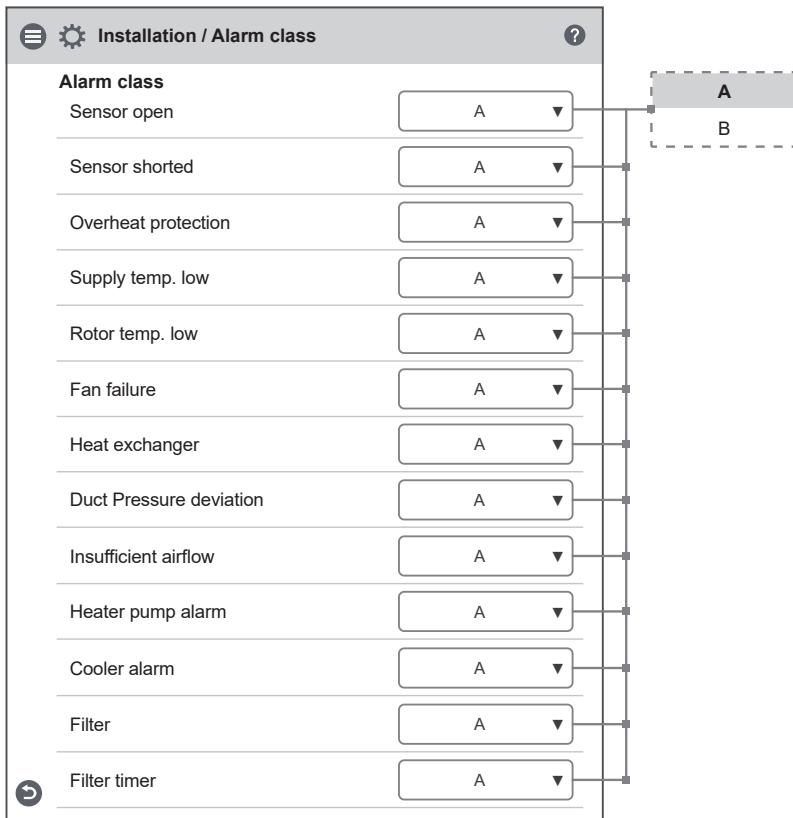 Installation / Alarm class ?
Alarm class
Sensor open A ▼
A
B
Sensor shorted A ▼
Overheat protection A ▼
Supply temp. low A ▼
Rotor temp. low A ▼
Fan failure A ▼
Heat exchanger A ▼
Duct Pressure deviation A ▼
Insufficient airflow A ▼
Heater pump alarm A ▼
Cooler alarm A ▼
Filter A ▼
Filter timer A ▼